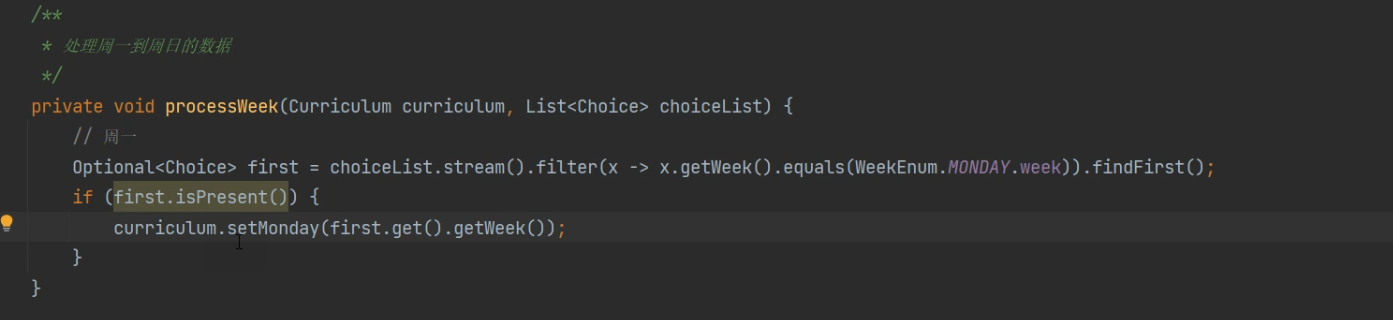 /**
 * 处理周一到周日的数据
 */
private void processWeek(Curriculum curriculum, List<Choice> choiceList) {
    // 周一
    Optional<Choice> first = choiceList.stream().filter(x -> x.getWeek().equals(WeekEnum.MONDAY.week)).findFirst();
    if (first.isPresent()) {
        curriculum.setMonday(first.get().getWeek());
    }
}